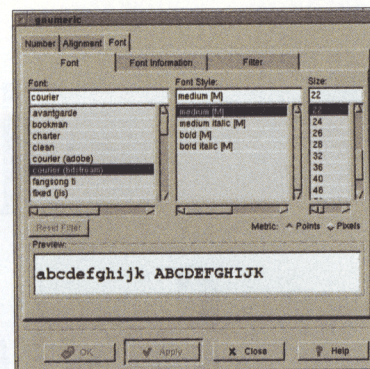 gnumeric
Number Alignment Font
Font Font Information Filter
Font: Font Style: Size:
courier medium [M] 22
avantgarde medium [M] 22
bookman medium italic [M] 24
charter bold [M] 26
clean bold italic [M] 28
courier (adobe) 32
courier (bitstream) 36
fangsong ti 40
fixed (jis) 48
Reset Filter Metric: Points Pixels
Preview:
abcdefghijk ABCDEFGHIJK
OK Apply Close Help